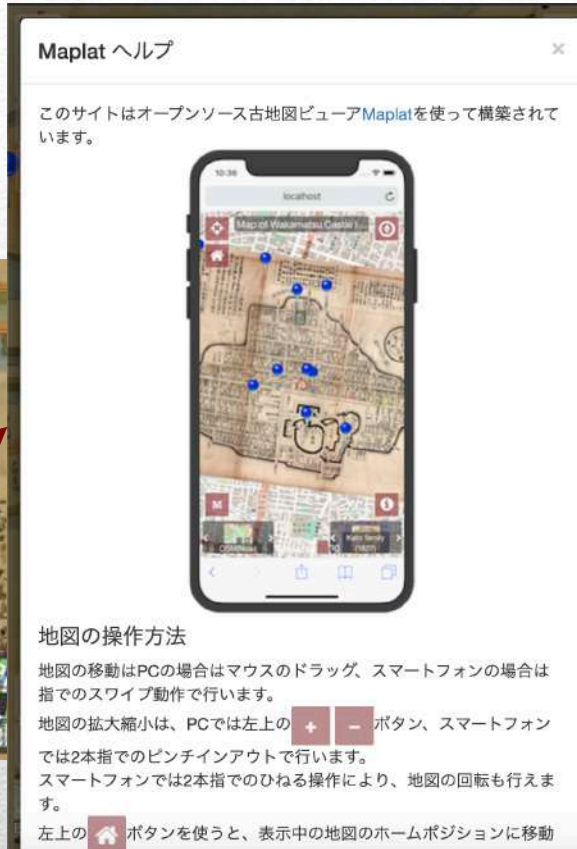 Maplat ヘルプ ×
このサイトはオープンソース古地図ビューアMaplatを使って構築されて
います。
10:36
localhost
Map of Wakamatsu Castle
M
Kato family
(1627)
地図の操作方法
地図の移動はPCの場合はマウスのドラッグ、スマートフォンの場合は
指でのスワイプ動作で行います。
地図の拡大縮小は、PCでは左上の + - ボタン、スマートフォン
では2本指でのピンチインアウトで行います。
スマートフォンでは2本指でのひねる操作により、地図の回転も行えま
す。
左上の ボタンを使うと、表示中の地図のホームポジションに移動